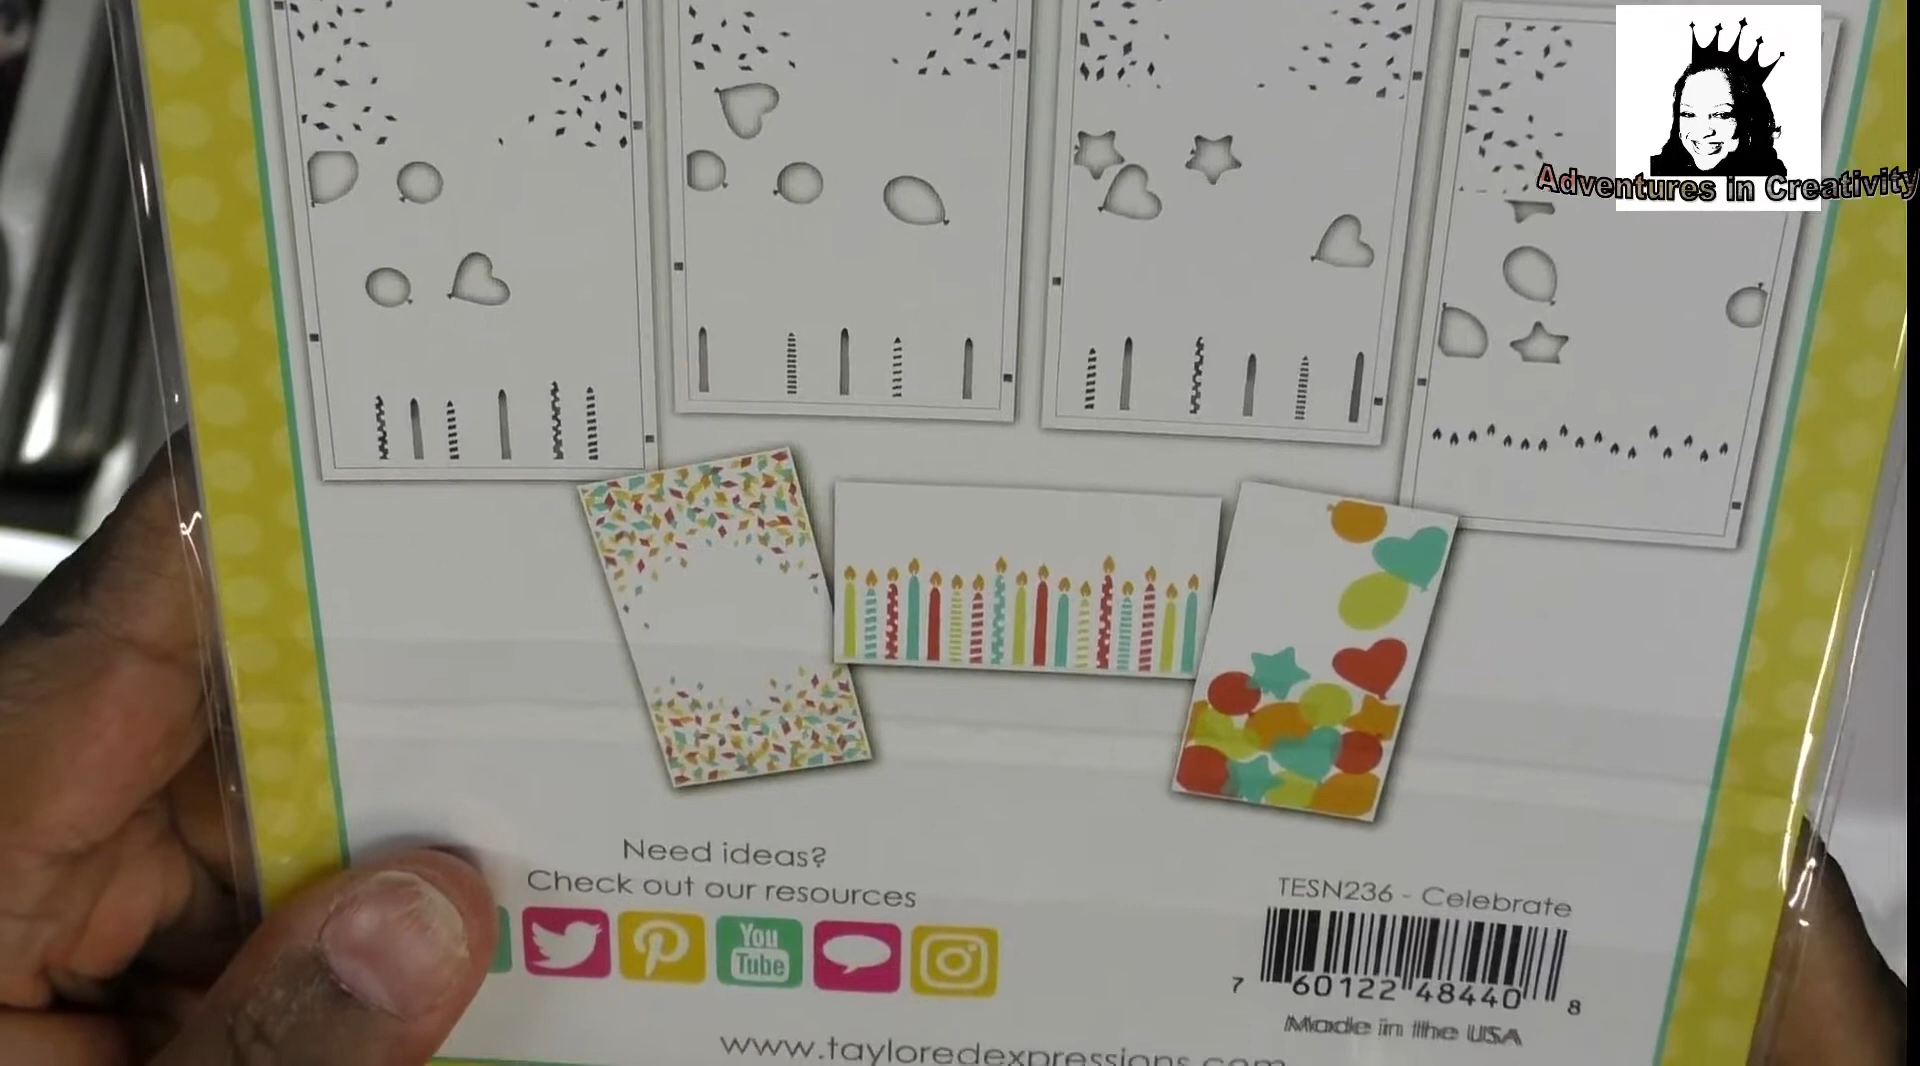 Adventures in Creativity
Need ideas?
Check out our resources
You
Tube
TESN236 - Celebrate
7 60122 48440 8
Made in the USA
www.tayloredexpressions.com